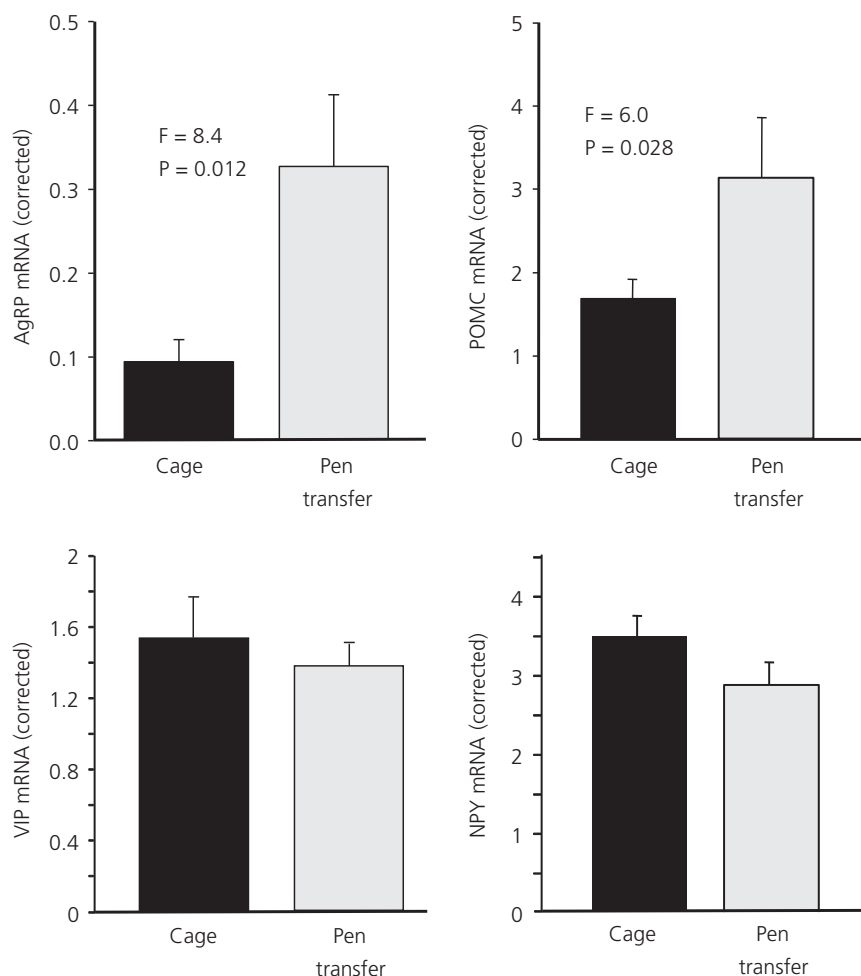 AgRP mRNA (corrected)
0.5
0.4
0.3
0.2
0.1
0.0
F = 8.4
P = 0.012
Cage
Pen
transfer
POMC mRNA (corrected)
5
4
3
2
1
0
F = 6.0
P = 0.028
Cage
Pen
transfer
VIP mRNA (corrected)
2
1.6
1.2
0.8
0.4
0
Cage
Pen
transfer
NPY mRNA (corrected)
4
3
2
1
0
Cage
Pen
transfer